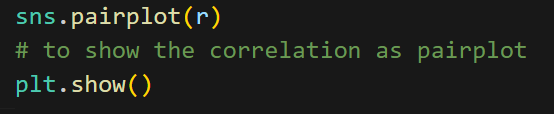 sns.pairplot(r)
# to show the correlation as pairplot
plt.show()